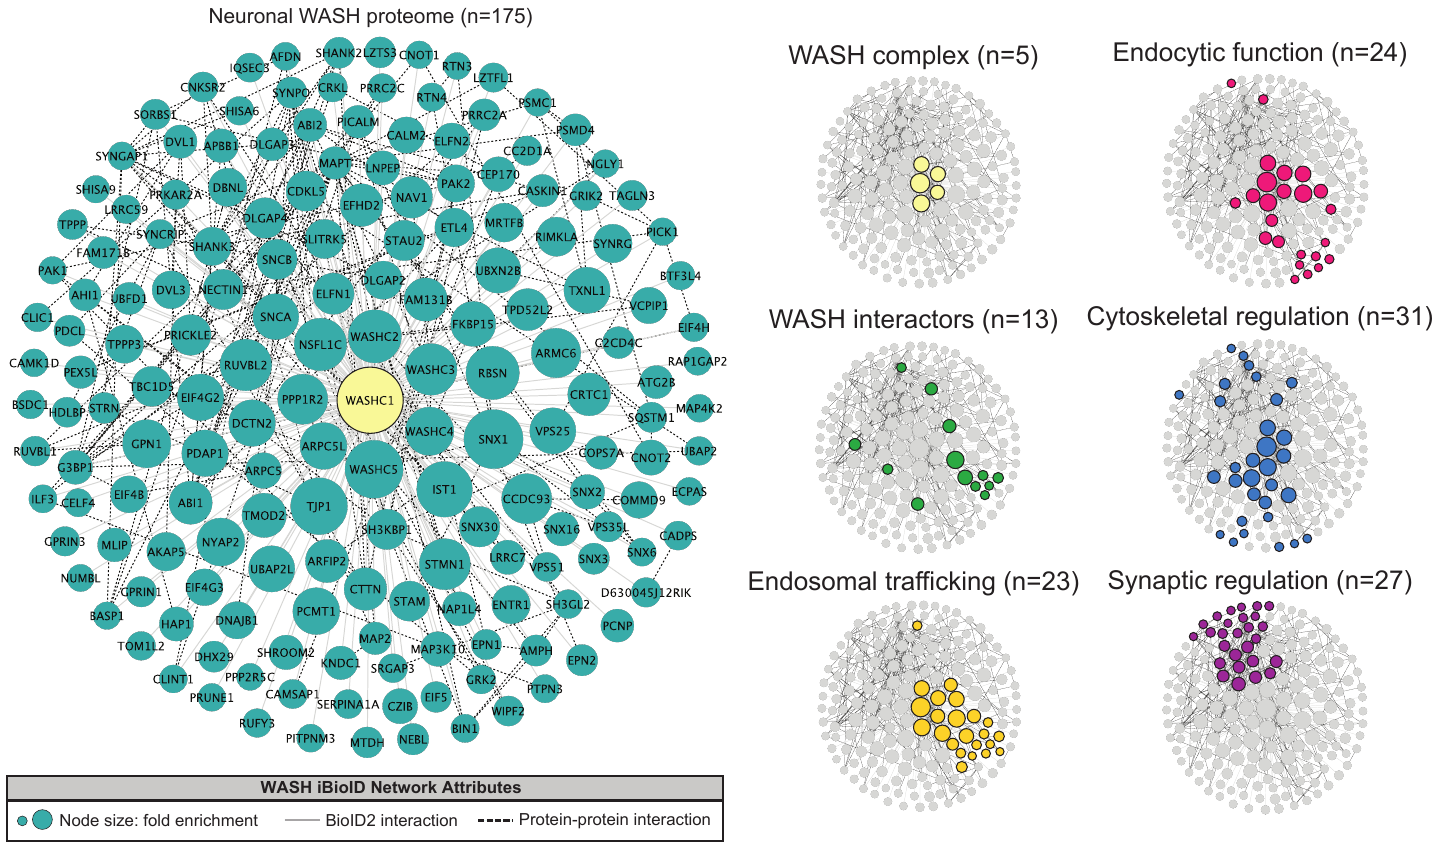 Neuronal WASH proteome (n=175)
SHANK2 LZTS3
AFDN CNOT1
IQSEC3 RTN3
CNKSRZ SYNPO CRKL PRRC2C LZTFL1
SORBS1 SHISA6 RTN4 PSMC1
ABI2 PICALM PRRC2A
DVL1 APBB1 DLGAP3 CALM2 ELFN2 PSMD4
SYNGAP1 MAPT LNPEP CC2D1A NGLY1
SHISA9 PRKAR2A DBNL CDKL5 PAK2 CEP170 CASKIN1 GRIK2 TAGLN3
LRRC59 EFHD2 NAV1
TPPP SYNCRIP DLGAP4 ETL4 MRTFB RIMKLA PICK1
FAM171B SHANK3 SLITRK5 STAU2 SYNRG
PAK1 SNCB UBXN2B BTF3L4
AHI1 UBFD1 DVL3 NECTIN1 ELFN1 DLGAP2 FAM131B TXNL1
CLIC1 SNCA TPD52L2 VCPIP1
PDCL TPPP3 PRICKLE2 NSFL1C WASHC2 FKBP15 C2CD4C EIF4H
CAMK1D PEX5L RUVBL2 WASHC3 RBSN ARMC6 RAP1GAP2
TBC1D5 ATG2B
BSDC1 HDLBP STRN EIF4G2 PPP1R2 WASHC1 CRTC1 MAP4K2
DCTN2 WASHC4 SNX1 VPS25 SQSTM1
RUVBL1 GPN1 PDAP1 ARPC5L COPS7A CNOT2 UBAP2
G3BP1 ARPC5 WASHC5
ILF3 CELF4 EIF4B ABI1 IST1 CCDC93 SNX2 COMMD9 ECPAS
TJP1
GPRIN3 MLIP TMOD2 SH3KBP1 SNX30 SNX16 VPS35L CADPS
AKAP5 NYAP2 SNX6
NUMBL UBAP2L ARFIP2 STMN1 LRRC7 VPS51 SNX3
GPRIN1 EIF4G3 CTTN STAM D630045J12RIK
BASP1 HAP1 DNAJB1 PCMT1 NAP1L4 ENTR1 SH3GL2 PCNP
TOM1L2 DHX29 SHROOM2 MAP2 MAP3K10 EPN1 AMPH EPN2
CLINT1 PPP2R5C KNDC1 SRGAP3 GRK2 PTPN3
PRUNE1 CAMSAP1 SERPINA1A CZIB EIF5 WIPF2
RUFY3 BIN1
PITPNM3 MTDH NEBL
WASH iBioID Network Attributes
Node size: fold enrichment BioID2 interaction Protein-protein interaction
WASH complex (n=5) Endocytic function (n=24)
WASH interactors (n=13) Cytoskeletal regulation (n=31)
Endosomal trafficking (n=23) Synaptic regulation (n=27)